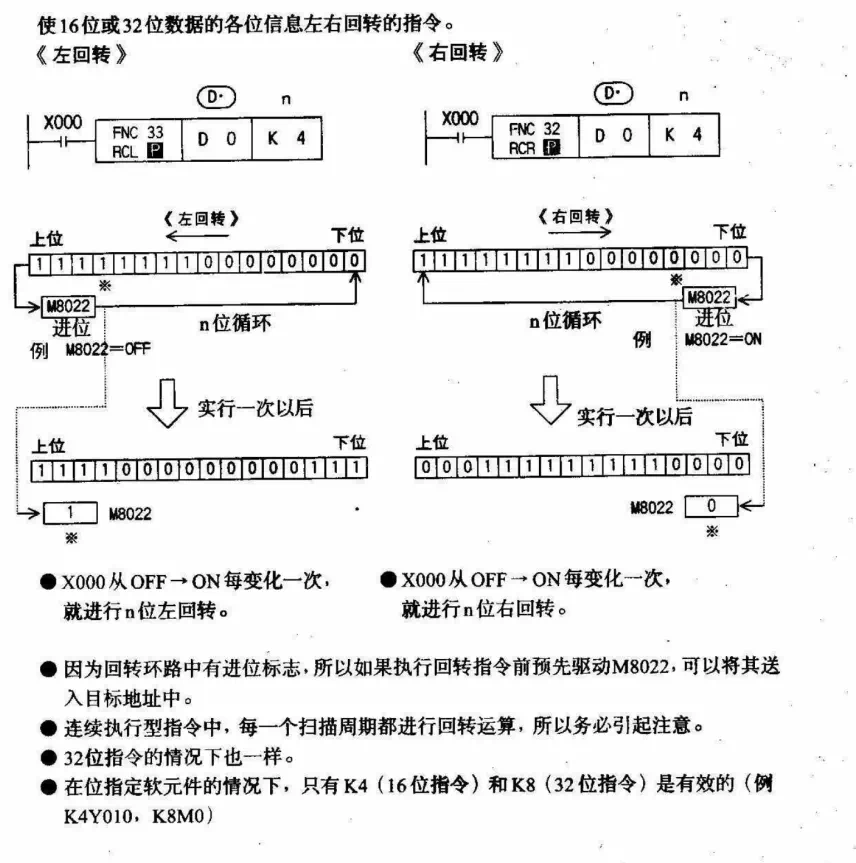 使16位或32位数据的各位信息左右回转的指令。
《左回转》
《右回转》
D· n
X000 FNC 33 RCL P D 0 K 4
D· n
X000 FNC 32 RCR P D 0 K 4
《左回转》
上位 下位
1 1 1 1 1 1 1 1 0 0 0 0 0 0 0 0
※
M8022
进位
n位循环
例 M8022=OFF
实行一次以后
上位 下位
1 1 1 1 0 0 0 0 0 0 0 0 0 1 1 1
1 M8022
※
《右回转》
上位 下位
1 1 1 1 1 1 1 1 0 0 0 0 0 0 0 0
※
M8022
n位循环
进位
例 M8022=ON
实行一次以后
上位 下位
0 0 0 1 1 1 1 1 1 1 1 1 0 0 0 0
M8022 0
※
●X000从OFF→ON每变化一次,
就进行n位左回转。
●X000从OFF→ON每变化一次,
就进行n位右回转。
●因为回转环路中有进位标志,所以如果执行回转指令前预先驱动M8022,可以将其送
入目标地址中。
●连续执行型指令中,每一个扫描周期都进行回转运算,所以务必引起注意。
●32位指令的情况下也一样。
●在位指定软元件的情况下,只有K4(16位指令)和K8(32位指令)是有效的(例
K4Y010,K8M0)